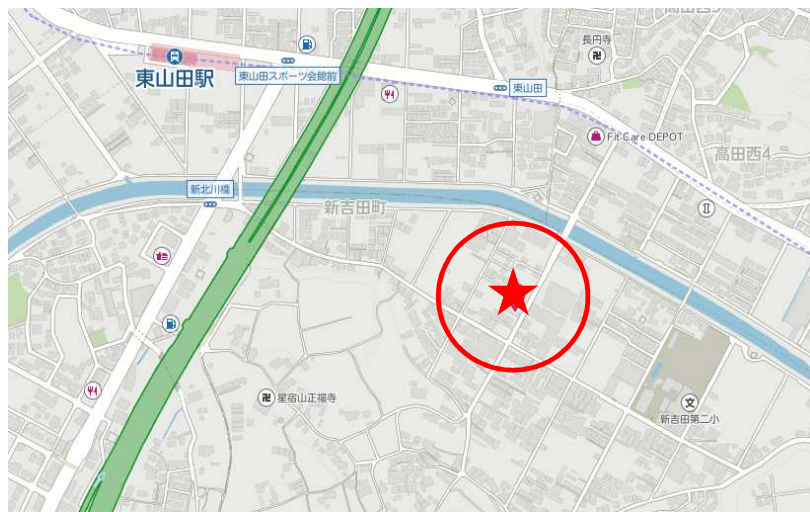 高田西5
長円寺
東山田駅
東山田スポーツ会館前
東山田
Fit Care DEPOT
高田西4
新北川橋
新吉田町
星宿山正福寺
新吉田第二小
文